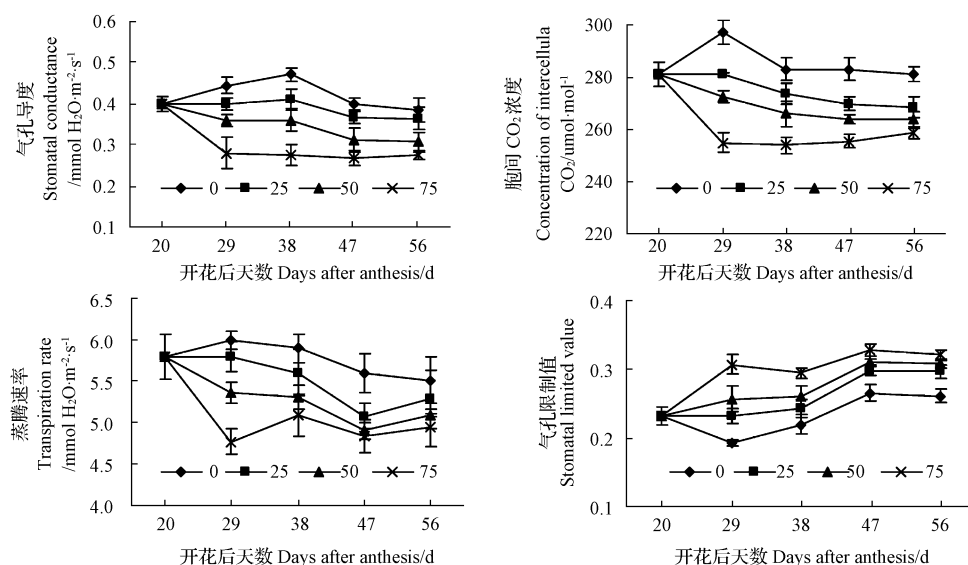 气孔导度
Stomatal conductance
/mmol H₂O·m⁻²·s⁻¹
0.6
0.5
0.4
0.3
0.2
0.1
0 25 50 75
20 29 38 47 56
开花后天数 Days after anthesis/d
胞间 CO₂浓度
Concentration of intercellula
CO₂/umol·mol⁻¹
300
280
260
240
220
0 25 50 75
20 29 38 47 56
开花后天数 Days after anthesis/d
蒸腾速率
Transpiration rate
/mmol H₂O·m⁻²·s⁻¹
6.5
6.0
5.5
5.0
4.5
4.0
0 25 50 75
20 29 38 47 56
开花后天数 Days after anthesis/d
气孔限制值
Stomatal limited value
0.4
0.3
0.2
0.1
0 25 50 75
20 29 38 47 56
开花后天数 Days after anthesis/d